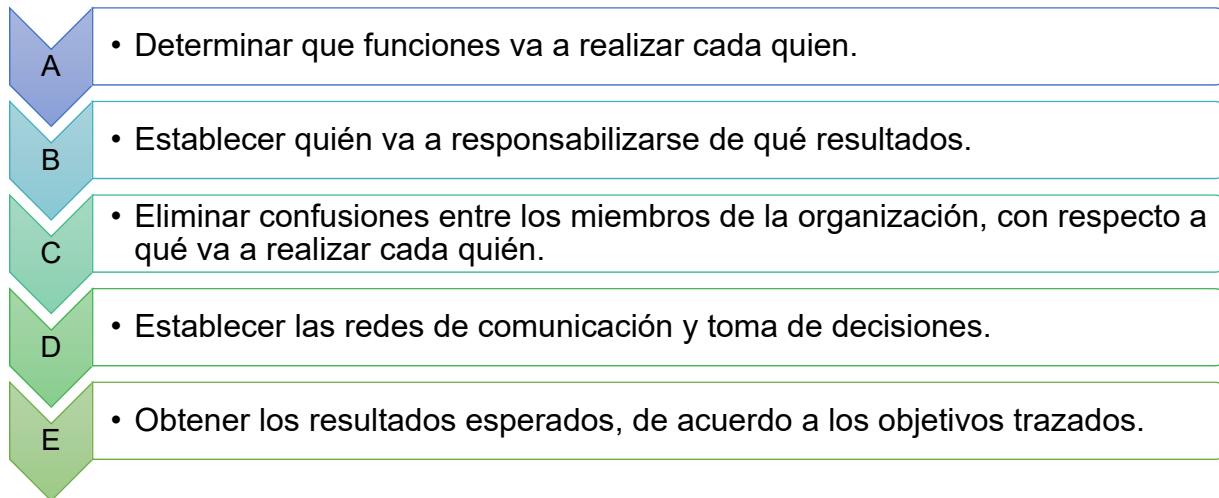 A
• Determinar que funciones va a realizar cada quien.
B
• Establecer quién va a responsabilizarse de qué resultados.
C
• Eliminar confusiones entre los miembros de la organización, con respecto a
qué va a realizar cada quién.
D
• Establecer las redes de comunicación y toma de decisiones.
E
• Obtener los resultados esperados, de acuerdo a los objetivos trazados.